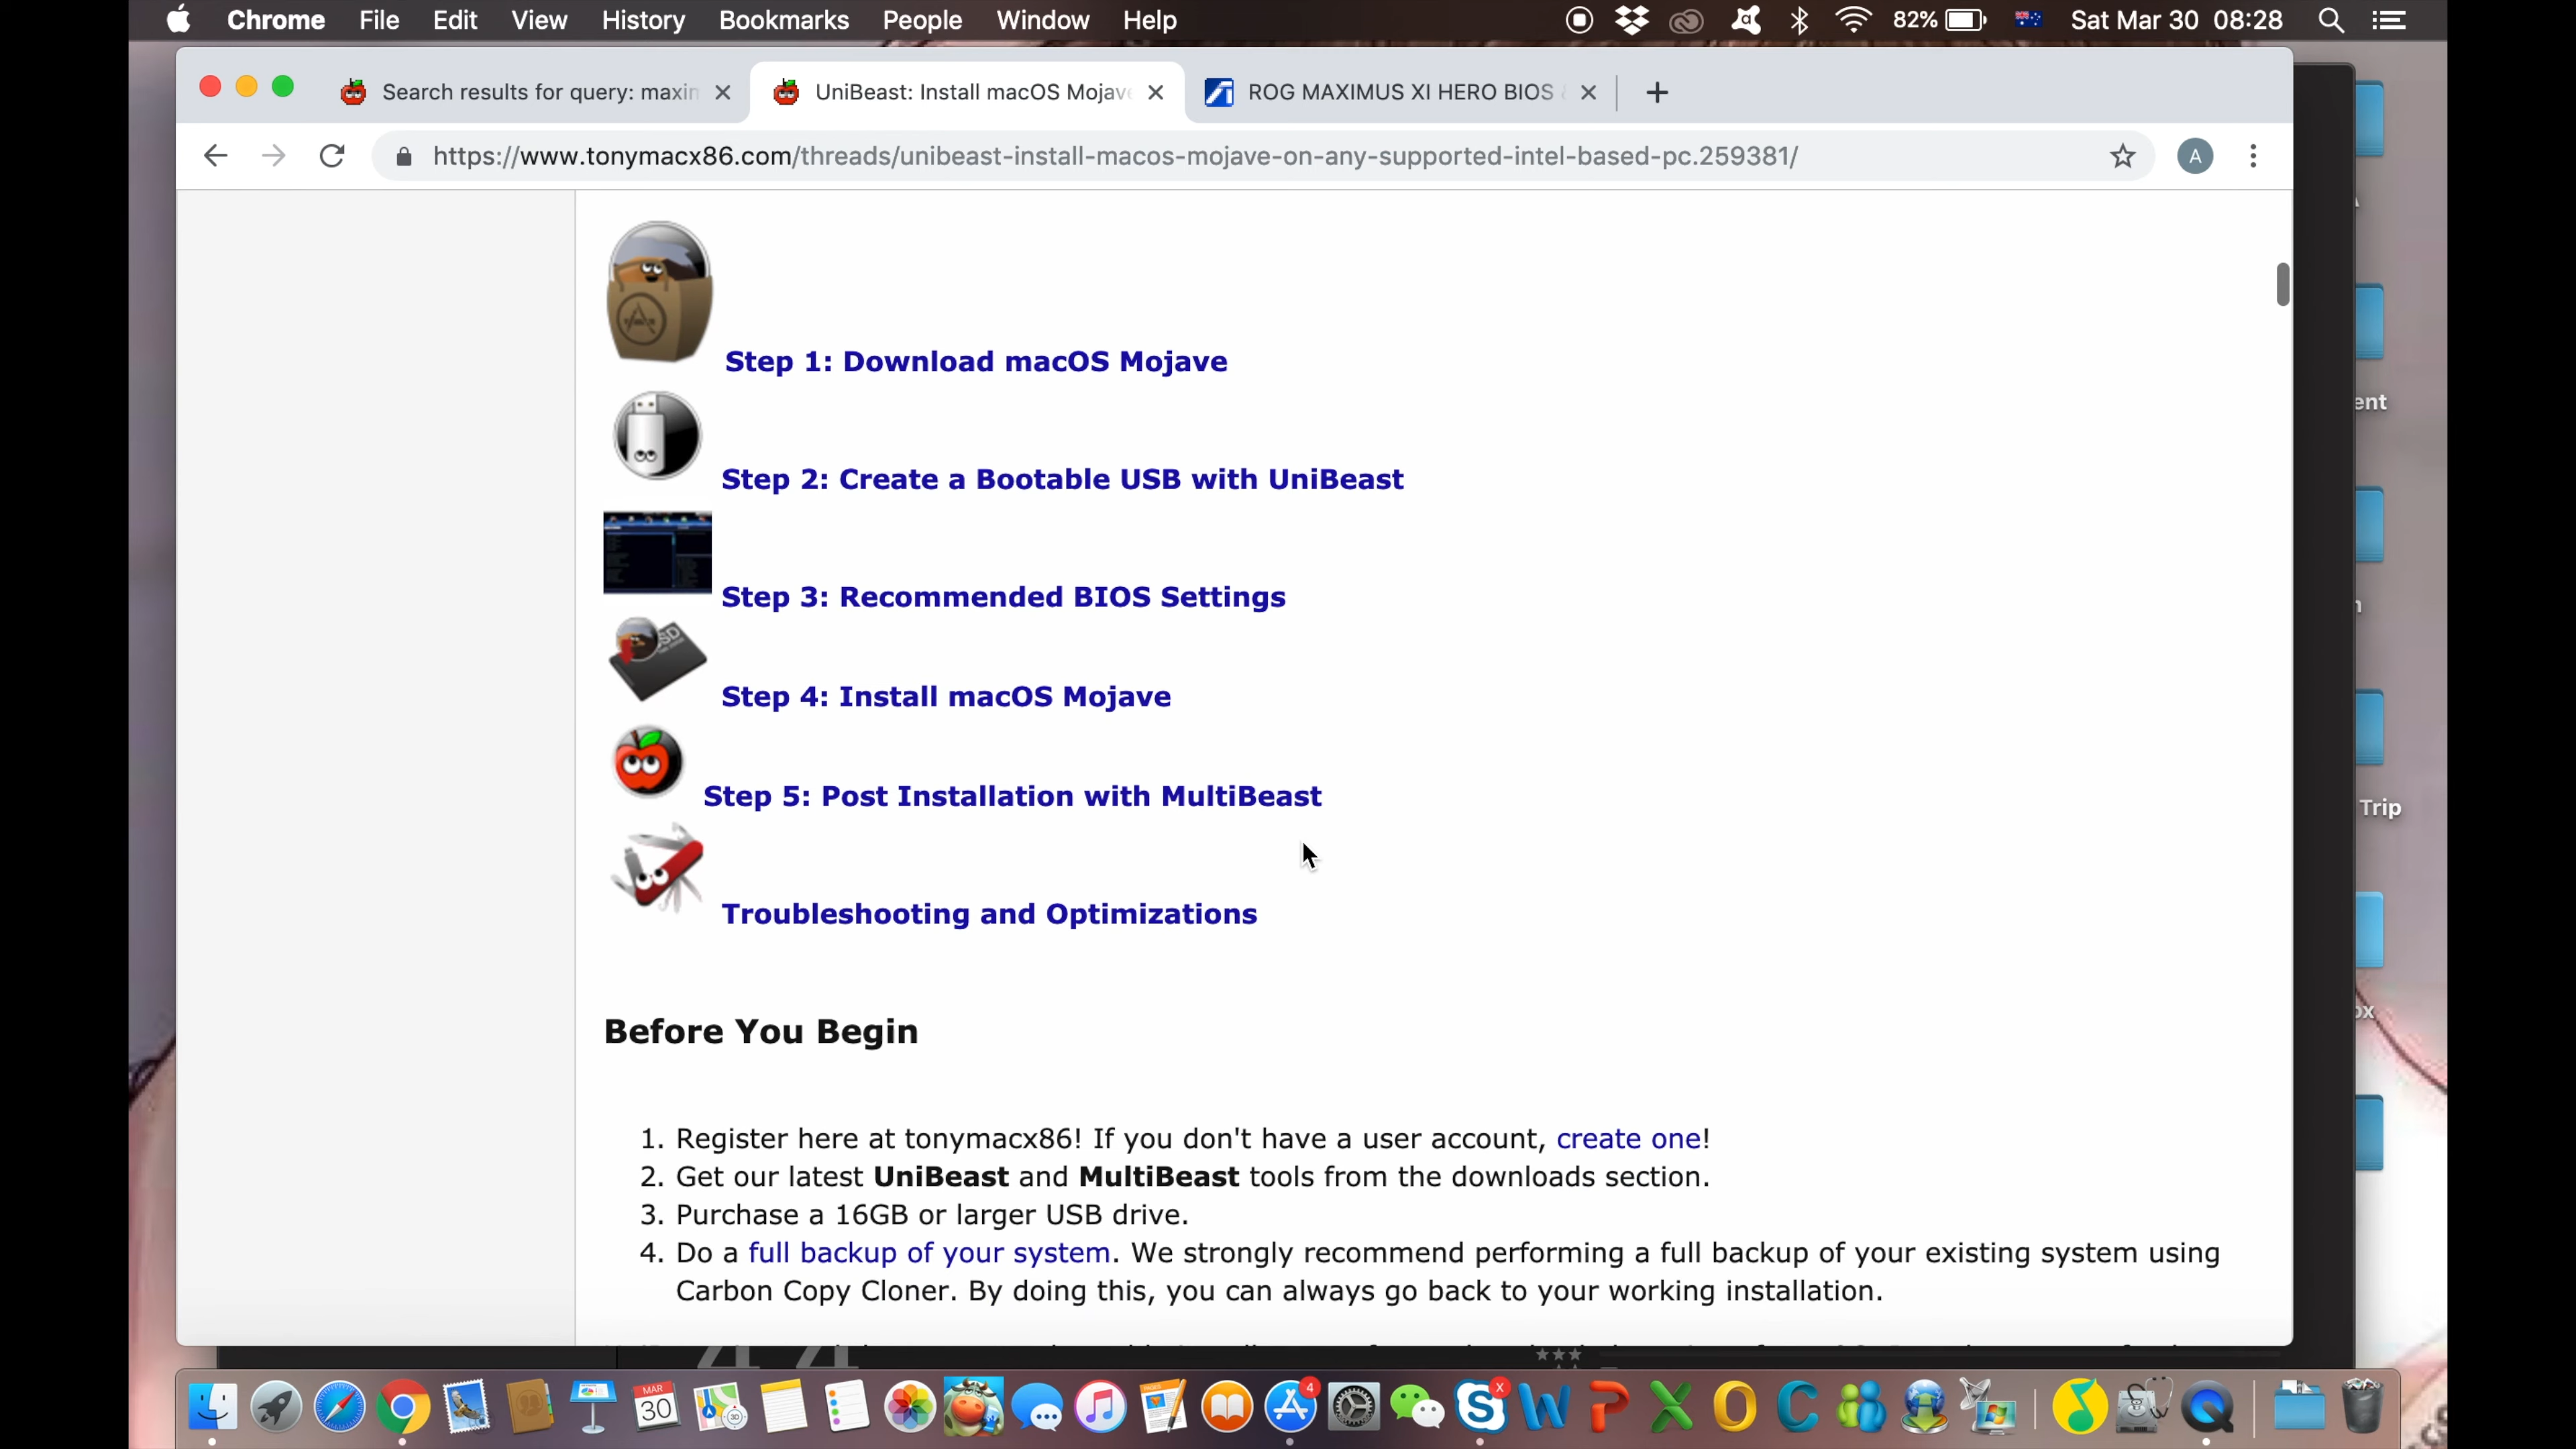 Chrome File Edit View History Bookmarks People Window Help 82% Sat Mar 30 08:28
Search results for query: maxim
UniBeast: Install macOS Mojave
ROG MAXIMUS XI HERO BIOS
https://www.tonymacx86.com/threads/unibeast-install-macos-mojave-on-any-supported-intel-based-pc.259381/
A
Step 1: Download macOS Mojave
ent
Step 2: Create a Bootable USB with UniBeast
Step 3: Recommended BIOS Settings
Step 4: Install macOS Mojave
Step 5: Post Installation with MultiBeast
Trip
Troubleshooting and Optimizations
Before You Begin
ox
1. Register here at tonymacx86! If you don't have a user account, create one!
2. Get our latest UniBeast and MultiBeast tools from the downloads section.
3. Purchase a 16GB or larger USB drive.
4. Do a full backup of your system. We strongly recommend performing a full backup of your existing system using
Carbon Copy Cloner. By doing this, you can always go back to your working installation.
MAR
30
4